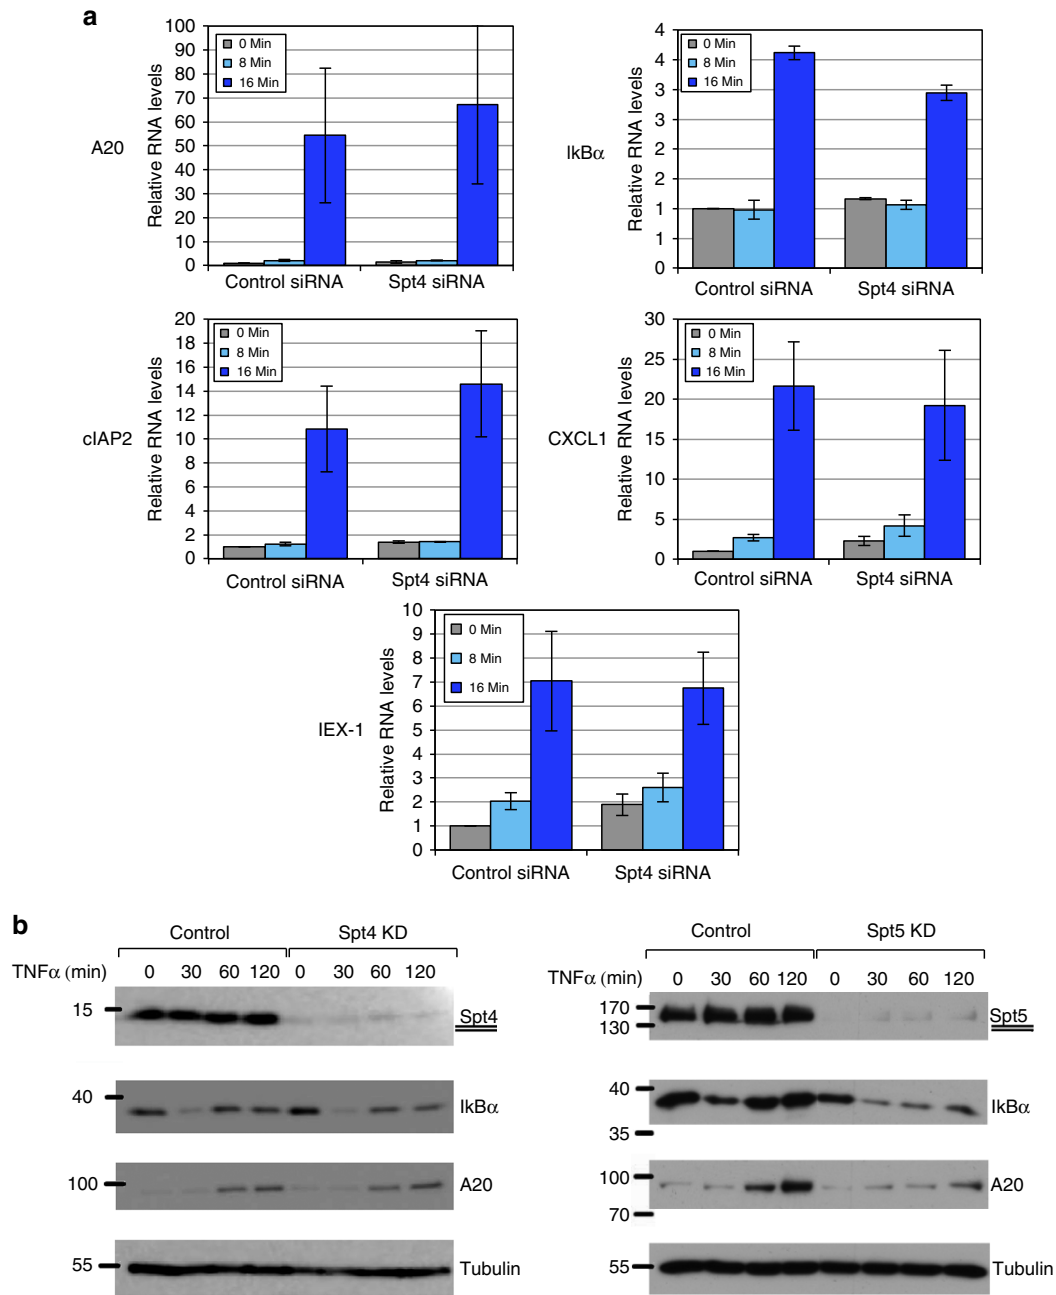 a
A20
Relative RNA levels
100
90
80
70
60
50
40
30
20
10
0
0 Min
8 Min
16 Min
Control siRNA
Spt4 siRNA
IkBα
Relative RNA levels
4
4
3
3
2
2
1
1
0
0 Min
8 Min
16 Min
Control siRNA
Spt4 siRNA
cIAP2
Relative RNA levels
20
18
16
14
12
10
8
6
4
2
0
0 Min
8 Min
16 Min
Control siRNA
Spt4 siRNA
CXCL1
Relative RNA levels
30
25
20
15
10
5
0
0 Min
8 Min
16 Min
Control siRNA
Spt4 siRNA
IEX-1
Relative RNA levels
10
9
8
7
6
5
4
3
2
1
0
0 Min
8 Min
16 Min
Control siRNA
Spt4 siRNA
b
Control Spt4 KD
TNFα (min) 0 30 60 120 0 30 60 120
15 Spt4
40 IkBα
100 A20
55 Tubulin
Control Spt5 KD
TNFα (min) 0 30 60 120 0 30 60 120
170 Spt5
130
40 IkBα
35
100 A20
70
55 Tubulin